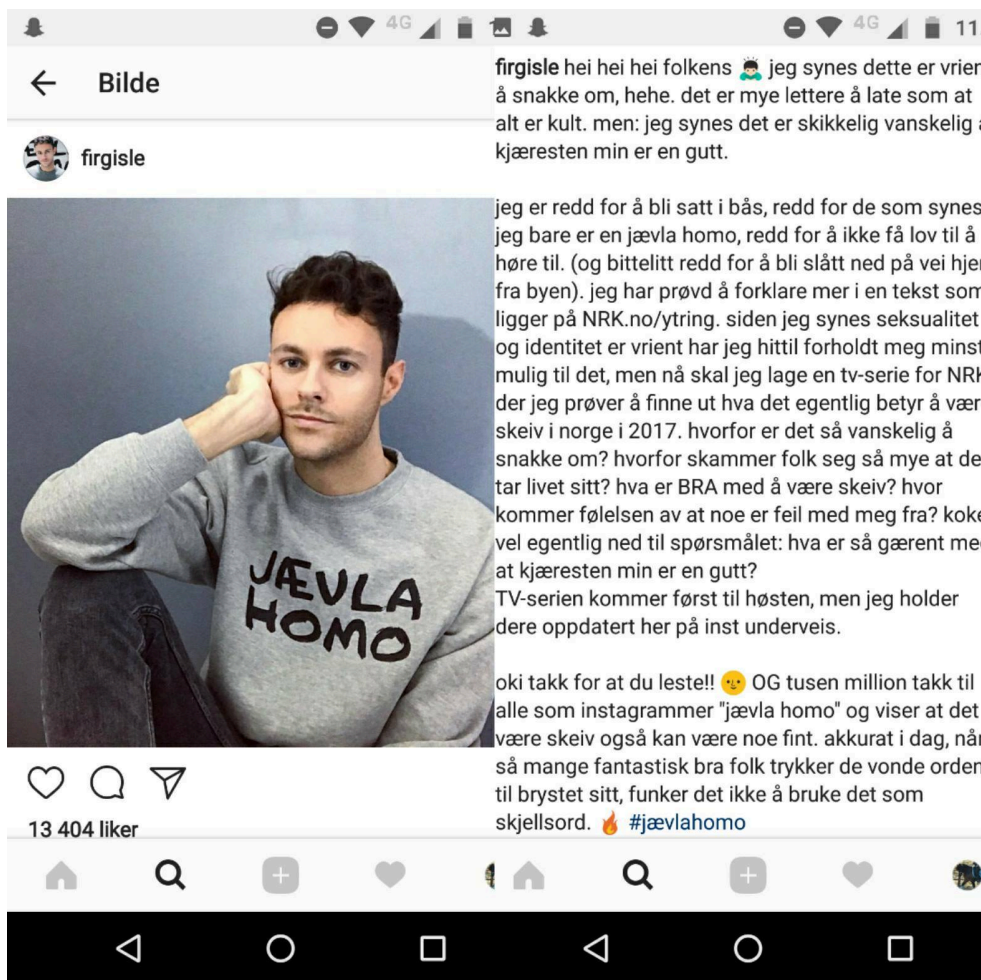 4G
Bilde
firgisle
JÆVLA
HOMO
13 404 liker
4G 11
firgisle hei hei hei folkens 🙇🏻 jeg synes dette er
å snakke om, hehe. det er mye lettere å late som at
alt er kult. men: jeg synes det er skikkelig vanskelig
kjæresten min er en gutt.
jeg er redd for å bli satt i bås, redd for de som synes
jeg bare er en jævla homo, redd for å ikke få lov til å
høre til. (og bittelitt redd for å bli slått ned på vei
fra byen). jeg har prøvd å forklare mer i en tekst som
ligger på NRK.no/ytring. siden jeg synes seksualitet
og identitet er vrient har jeg hittil forholdt meg minst
mulig til det, men nå skal jeg lage en tv-serie for NRK
der jeg prøver å finne ut hva det egentlig betyr å
skeiv i norge i 2017. hvorfor er det så vanskelig å
snakke om? hvorfor skammer folk seg så mye at de
tar livet sitt? hva er BRA med å være skeiv? hvor
kommer følelsen av at noe er feil med meg fra?
vel egentlig ned til spørsmålet: hva er så gærent
at kjæresten min er en gutt?
TV-serien kommer først til høsten, men jeg holder
dere oppdatert her på inst underveis.
oki takk for at du leste!! 🌝 OG tusen million takk til
alle som instagrammer "jævla homo" og viser at det
være skeiv også kan være noe fint. akkurat i dag, når
så mange fantastisk bra folk trykker de vonde
til brystet sitt, funker det ikke å bruke det som
skjellsord. 🔥 #jævlahomo